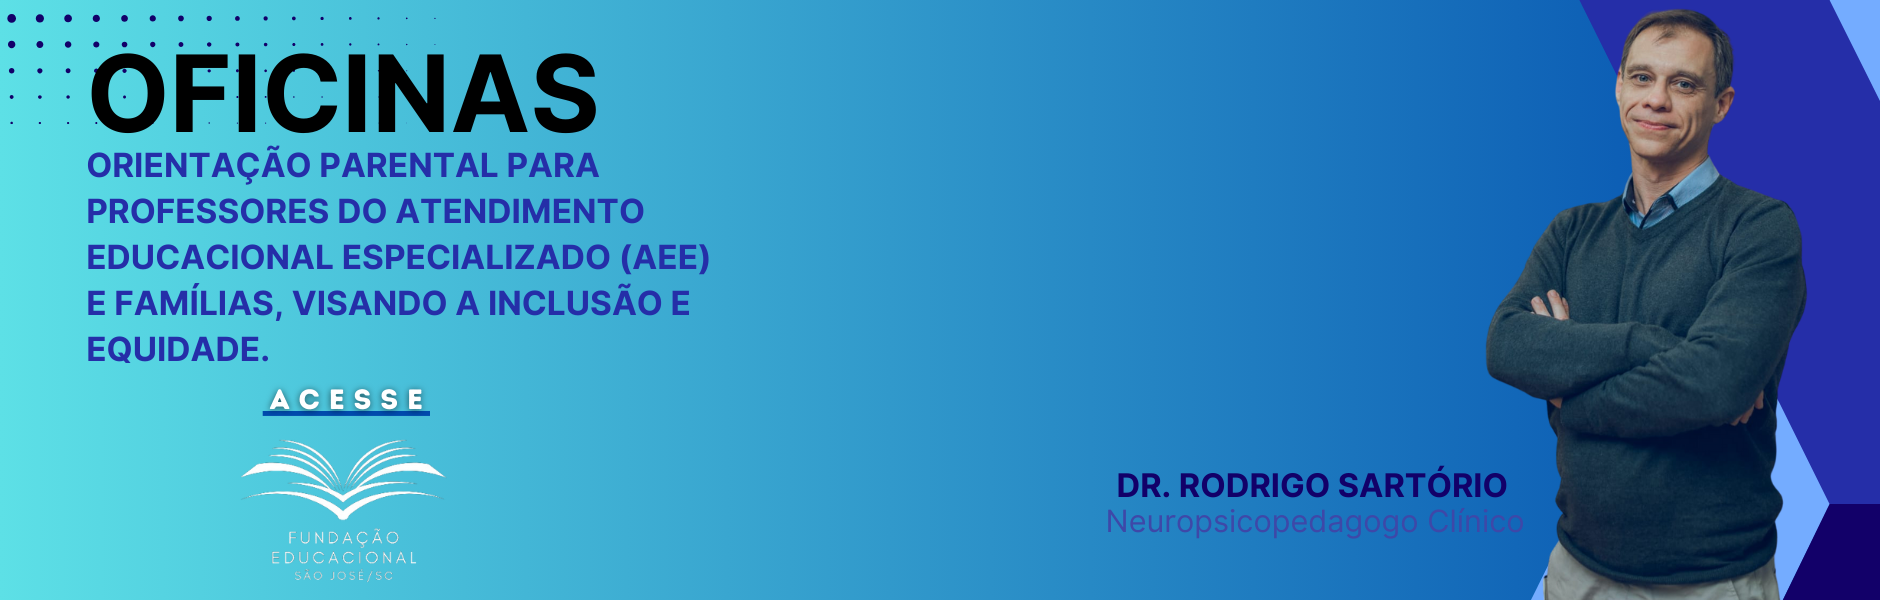 OFICINAS
ORIENTAÇÃO PARENTAL PARA
PROFESSORES DO ATENDIMENTO
EDUCACIONAL ESPECIALIZADO (AEE)
E FAMÍLIAS, VISANDO A INCLUSÃO E
EQUIDADE.
ACESSE
FUNDAÇÃO
EDUCACIONAL
SÃO JOSÉ/SC
DR. RODRIGO SARTÓRIO
Neuropsicopedagogo Clínico